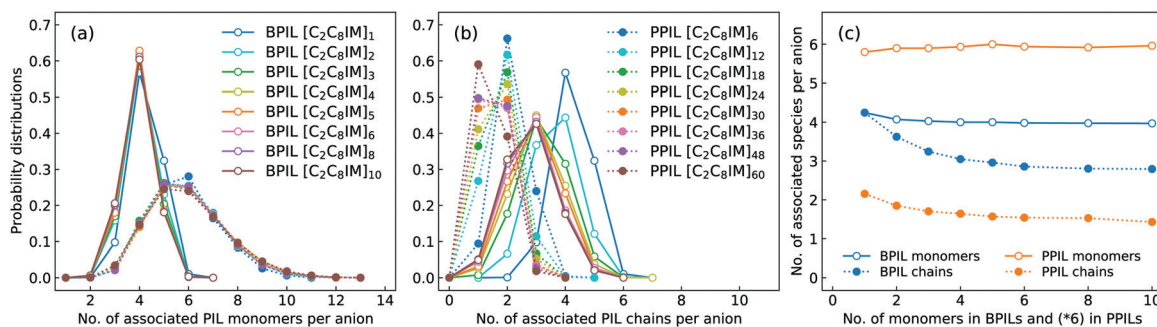 (a)
BPIL [C₂C₈IM]₁
BPIL [C₂C₈IM]₂
BPIL [C₂C₈IM]₃
BPIL [C₂C₈IM]₄
BPIL [C₂C₈IM]₅
BPIL [C₂C₈IM]₆
BPIL [C₂C₈IM]₈
BPIL [C₂C₈IM]₁₀
Probability distributions
0.7
0.6
0.5
0.4
0.3
0.2
0.1
0.0
2 4 6 8 10 12 14
No. of associated PIL monomers per anion
(b)
PPIL [C₂C₈IM]₆
PPIL [C₂C₈IM]₁₂
PPIL [C₂C₈IM]₁₈
PPIL [C₂C₈IM]₂₄
PPIL [C₂C₈IM]₃₀
PPIL [C₂C₈IM]₃₆
PPIL [C₂C₈IM]₄₈
PPIL [C₂C₈IM]₆₀
0.7
0.6
0.5
0.4
0.3
0.2
0.1
0.0
0 2 4 6 8 10
No. of associated PIL chains per anion
(c)
No. of associated species per anion
6
5
4
3
2
1
0
BPIL monomers
BPIL chains
PPIL monomers
PPIL chains
0 2 4 6 8 10
No. of monomers in BPILs and (*6) in PPILs